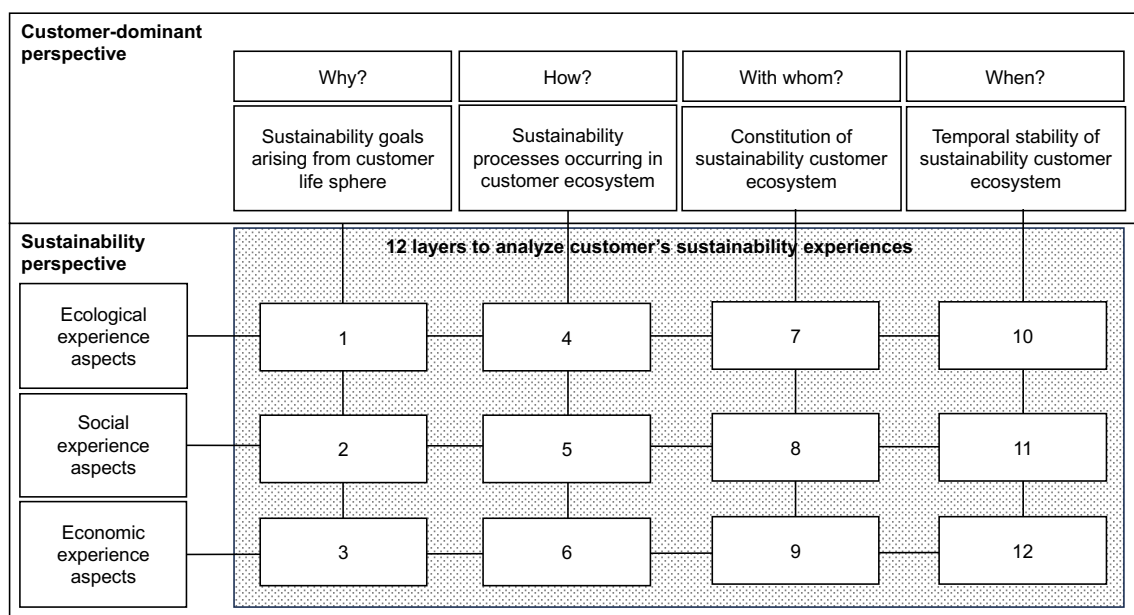 Customer-dominant
perspective
Why?
How?
With whom?
When?
Sustainability goals
arising from customer
life sphere
Sustainability
processes occurring in
customer ecosystem
Constitution of
sustainability customer
ecosystem
Temporal stability of
sustainability customer
ecosystem
Sustainability
perspective
12 layers to analyze customer’s sustainability experiences
Ecological
experience
aspects
1
4
7
10
Social
experience
aspects
2
5
8
11
Economic
experience
aspects
3
6
9
12